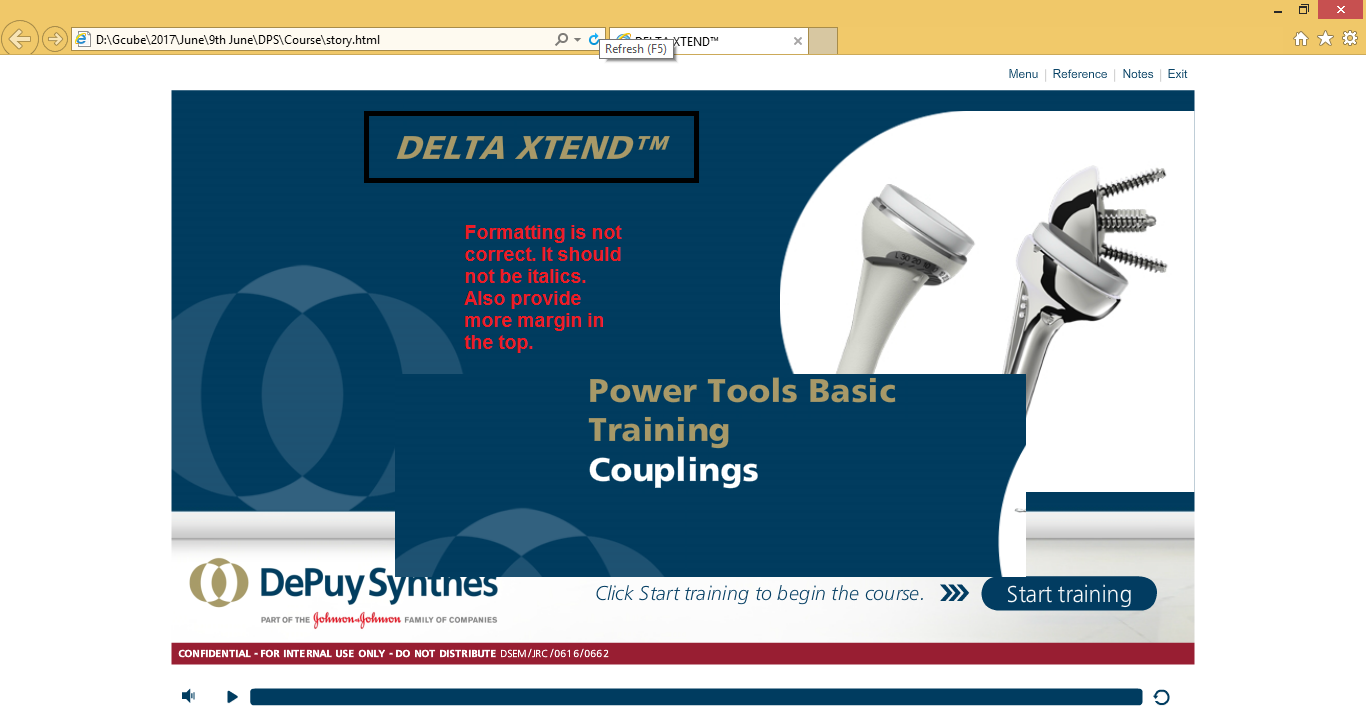 D:\Gcube\2017\June\9th June\DPS\Course\story.html
DELTA XTEND™
Refresh (F5)
Menu | Reference | Notes | Exit
DELTA XTEND™
Formatting is not
correct. It should
not be italics.
Also provide
more margin in
the top.
Power Tools Basic
Training
Couplings
DePuy Synthes
PART OF THE Johnson & Johnson FAMILY OF COMPANIES
Click Start training to begin the course.
Start training
CONFIDENTIAL - FOR INTERNAL USE ONLY - DO NOT DISTRIBUTE DSEM/JRC/0616/0662